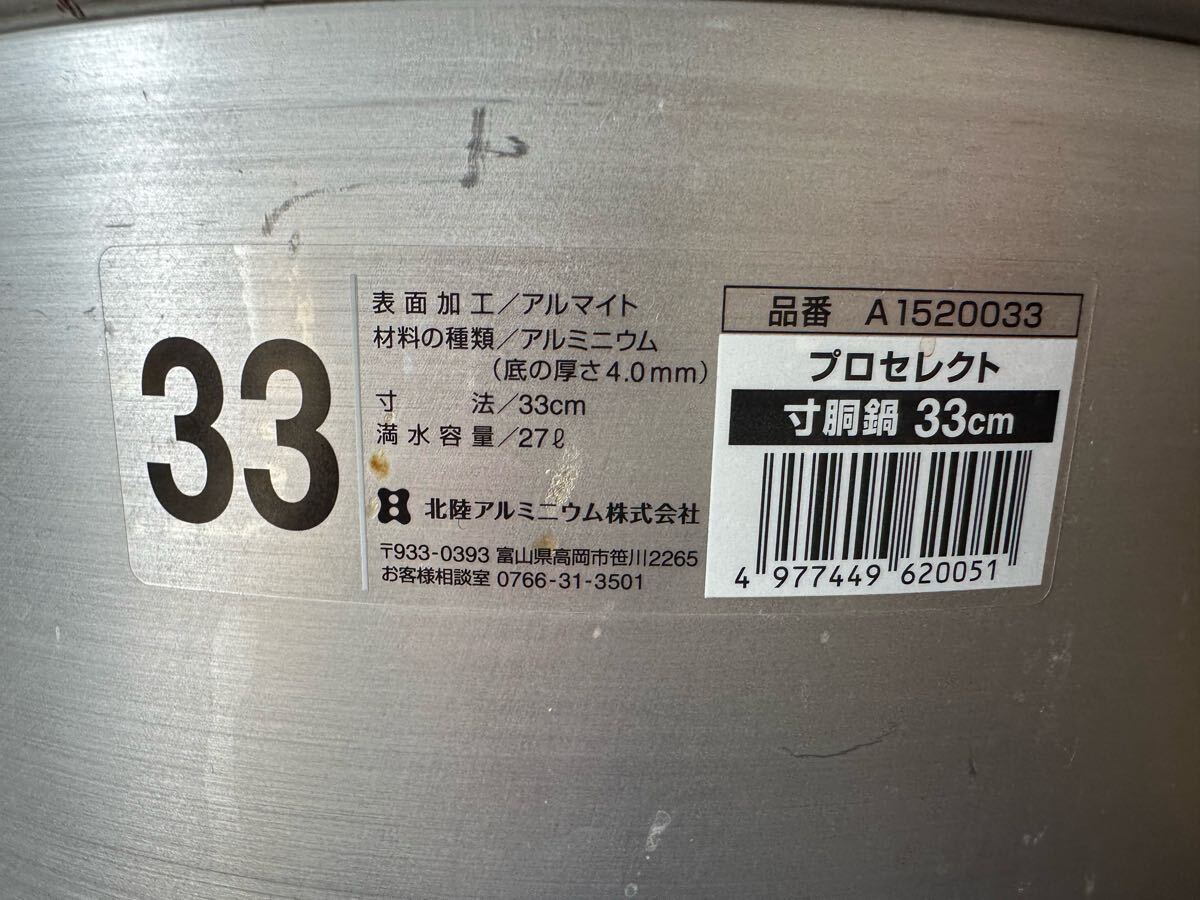 33
表面加工/アルマイト
材料の種類/アルミニウム
(底の厚さ4.0mm)
寸法/33cm
満水容量/27ℓ
北陸アルミニウム株式会社
〒933-0393 富山県高岡市笹川2265
お客様相談室 0766-31-3501
品番 A1520033
プロセレクト
寸胴鍋 33cm
4 977449 620051